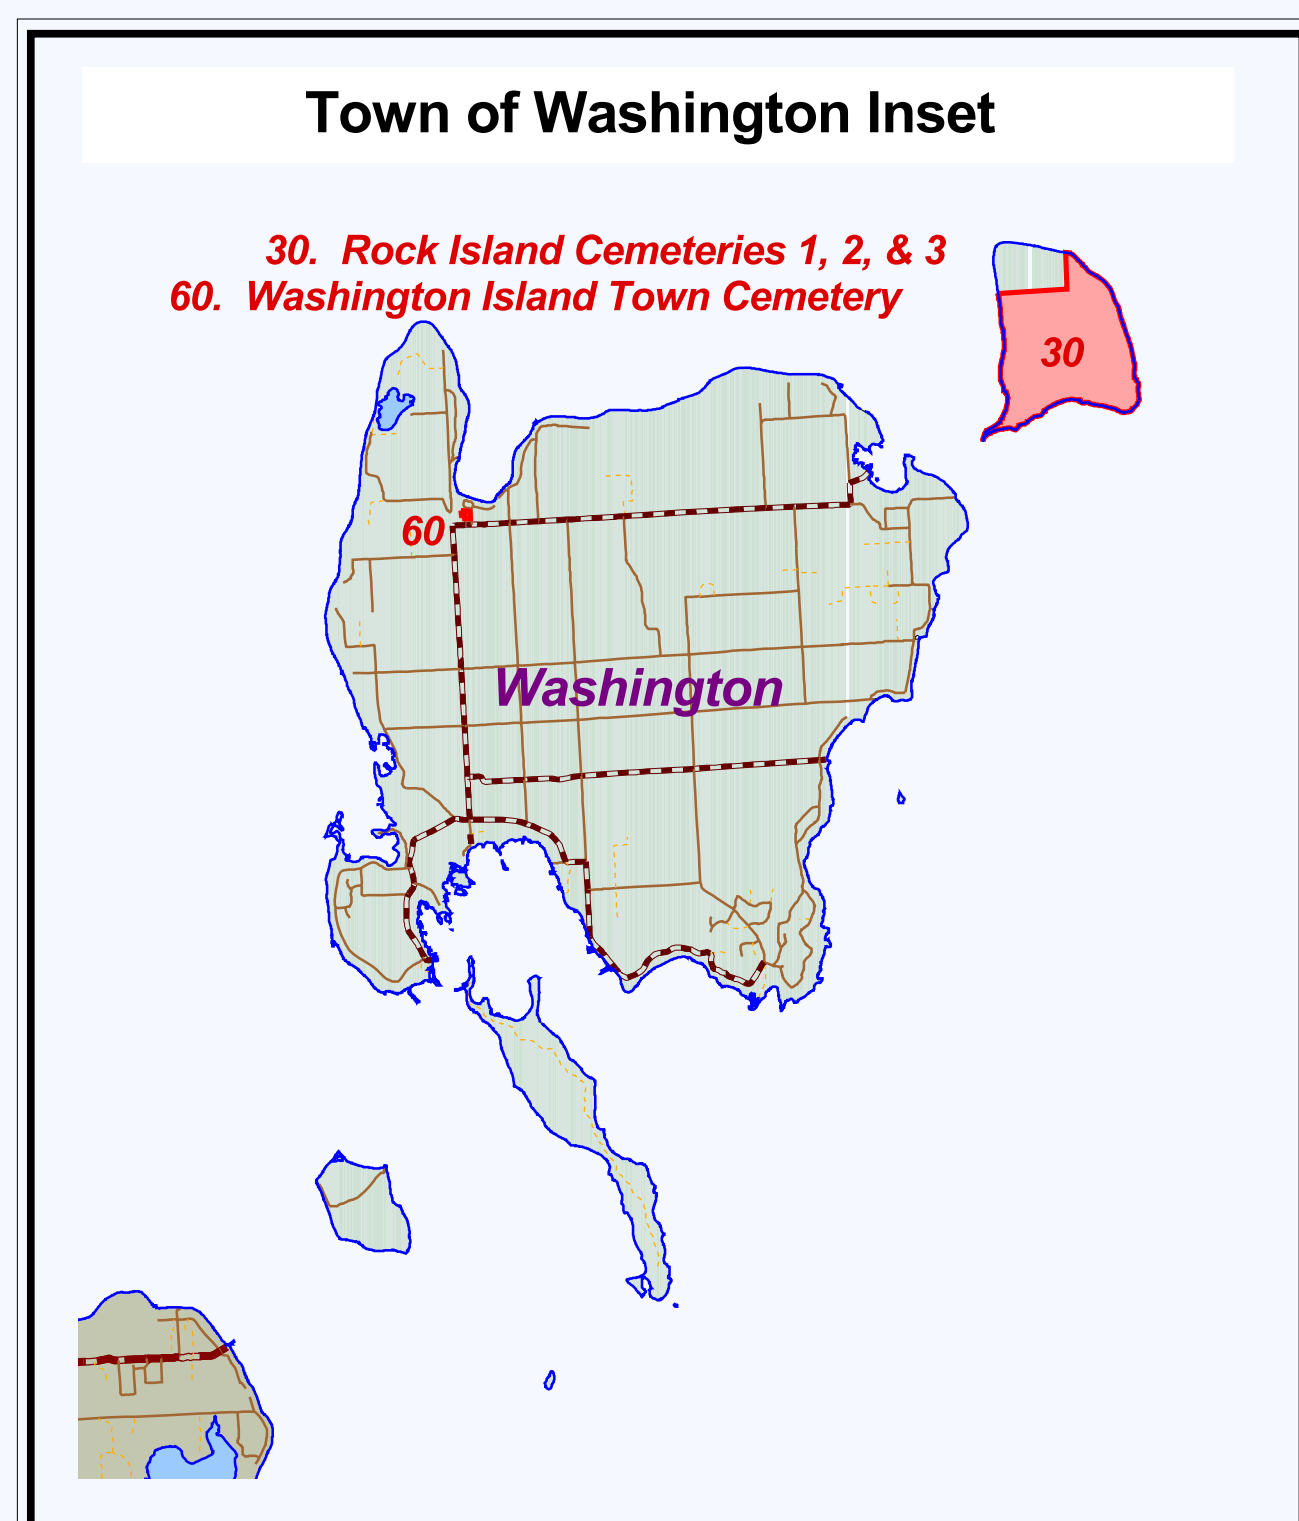 Town of Washington Inset
30. Rock Island Cemeteries 1, 2, & 3
60. Washington Island Town Cemetery
30
60
Washington